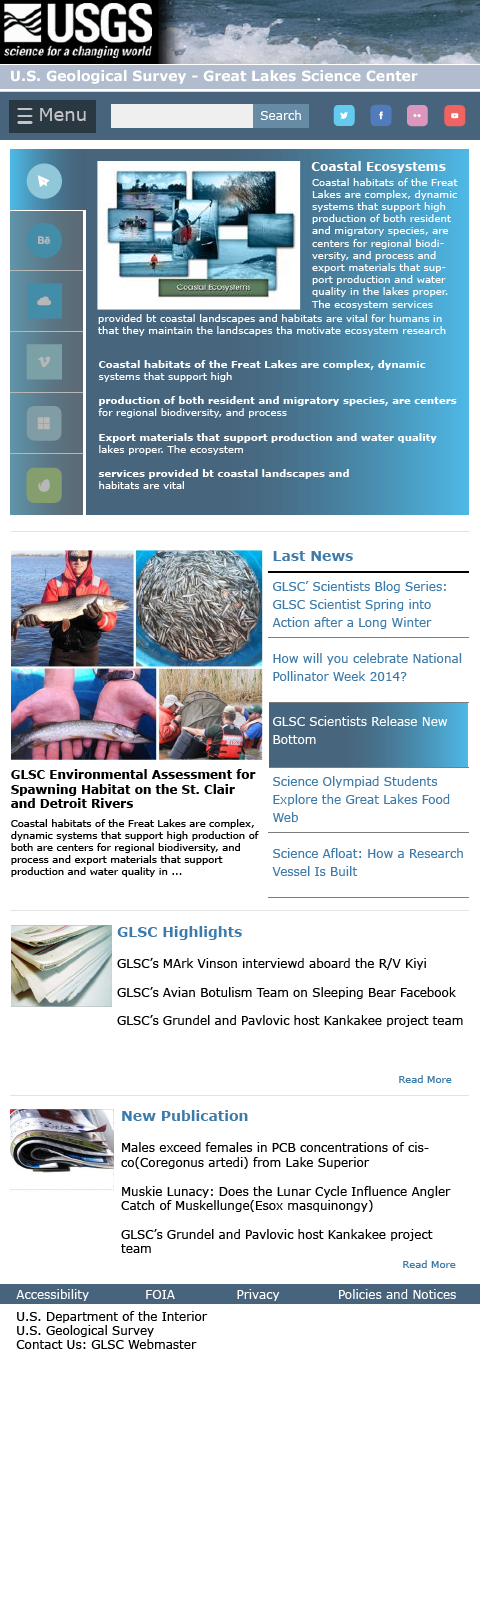 USGS
science for a changing world
U.S. Geological Survey - Great Lakes Science Center
Menu
Search
Bē
Coastal Ecosystems
Coastal Ecosystems
Coastal habitats of the Freat
Lakes are complex, dynamic
systems that support high
production of both resident
and migratory species, are
centers for regional biodi-
versity, and process and
export materials that sup-
port production and water
quality in the lakes proper.
The ecosystem services
provided bt coastal landscapes and habitats are vital for humans in
that they maintain the landscapes tha motivate ecosystem research
Coastal habitats of the Freat Lakes are complex, dynamic
systems that support high
production of both resident and migratory species, are centers
for regional biodiversity, and process
Export materials that support production and water quality
lakes proper. The ecosystem
services provided bt coastal landscapes and
habitats are vital
GLSC Environmental Assessment for
Spawning Habitat on the St. Clair
and Detroit Rivers
Coastal habitats of the Freat Lakes are complex,
dynamic systems that support high production of
both are centers for regional biodiversity, and
process and export materials that support
production and water quality in ...
Last News
GLSC’ Scientists Blog Series:
GLSC Scientist Spring into
Action after a Long Winter
How will you celebrate National
Pollinator Week 2014?
GLSC Scientists Release New
Bottom
Science Olympiad Students
Explore the Great Lakes Food
Web
Science Afloat: How a Research
Vessel Is Built
GLSC Highlights
GLSC’s MArk Vinson interviewd aboard the R/V Kiyi
GLSC’s Avian Botulism Team on Sleeping Bear Facebook
GLSC’s Grundel and Pavlovic host Kankakee project team
Read More
New Publication
Males exceed females in PCB concentrations of cis-
co(Coregonus artedi) from Lake Superior
Muskie Lunacy: Does the Lunar Cycle Influence Angler
Catch of Muskellunge(Esox masquinongy)
GLSC’s Grundel and Pavlovic host Kankakee project
team
Read More
Accessibility FOIA Privacy Policies and Notices
U.S. Department of the Interior
U.S. Geological Survey
Contact Us: GLSC Webmaster